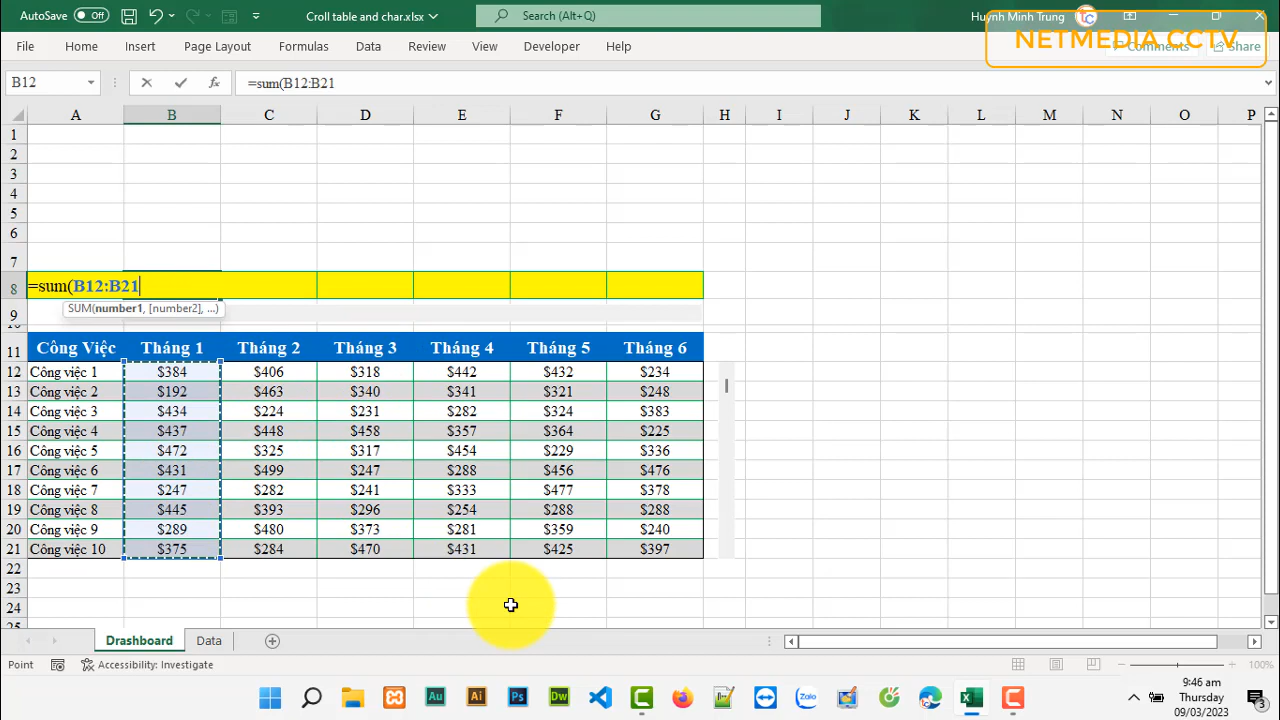 AutoSave Off Croll table and char.xlsx Search (Alt+Q) Huynh Minh Trung
NETMEDIA.CCTV
File Home Insert Page Layout Formulas Data Review View Developer Help Comments Share
B12 fx =sum(B12:B21
A B C D E F G H I J K L M N O P
1
2
3
4
5
6
7
8 =sum(B12:B21
SUM(number1, [number2], ...)
9
10
11 Công Việc Tháng 1 Tháng 2 Tháng 3 Tháng 4 Tháng 5 Tháng 6
12 Công việc 1 $384 $406 $318 $442 $432 $234
13 Công việc 2 $192 $463 $340 $341 $321 $248
14 Công việc 3 $434 $224 $231 $282 $324 $383
15 Công việc 4 $437 $448 $458 $357 $364 $225
16 Công việc 5 $472 $325 $317 $454 $229 $336
17 Công việc 6 $431 $499 $247 $288 $456 $476
18 Công việc 7 $247 $282 $241 $333 $477 $378
19 Công việc 8 $445 $393 $296 $254 $288 $288
20 Công việc 9 $289 $480 $373 $281 $359 $240
21 Công việc 10 $375 $284 $470 $431 $425 $397
22
23
24
25
Drashboard Data
Point Accessibility: Investigate 100%
Au Ai Ps Dw Zalo
9:46 am
Thursday
09/03/2023
3